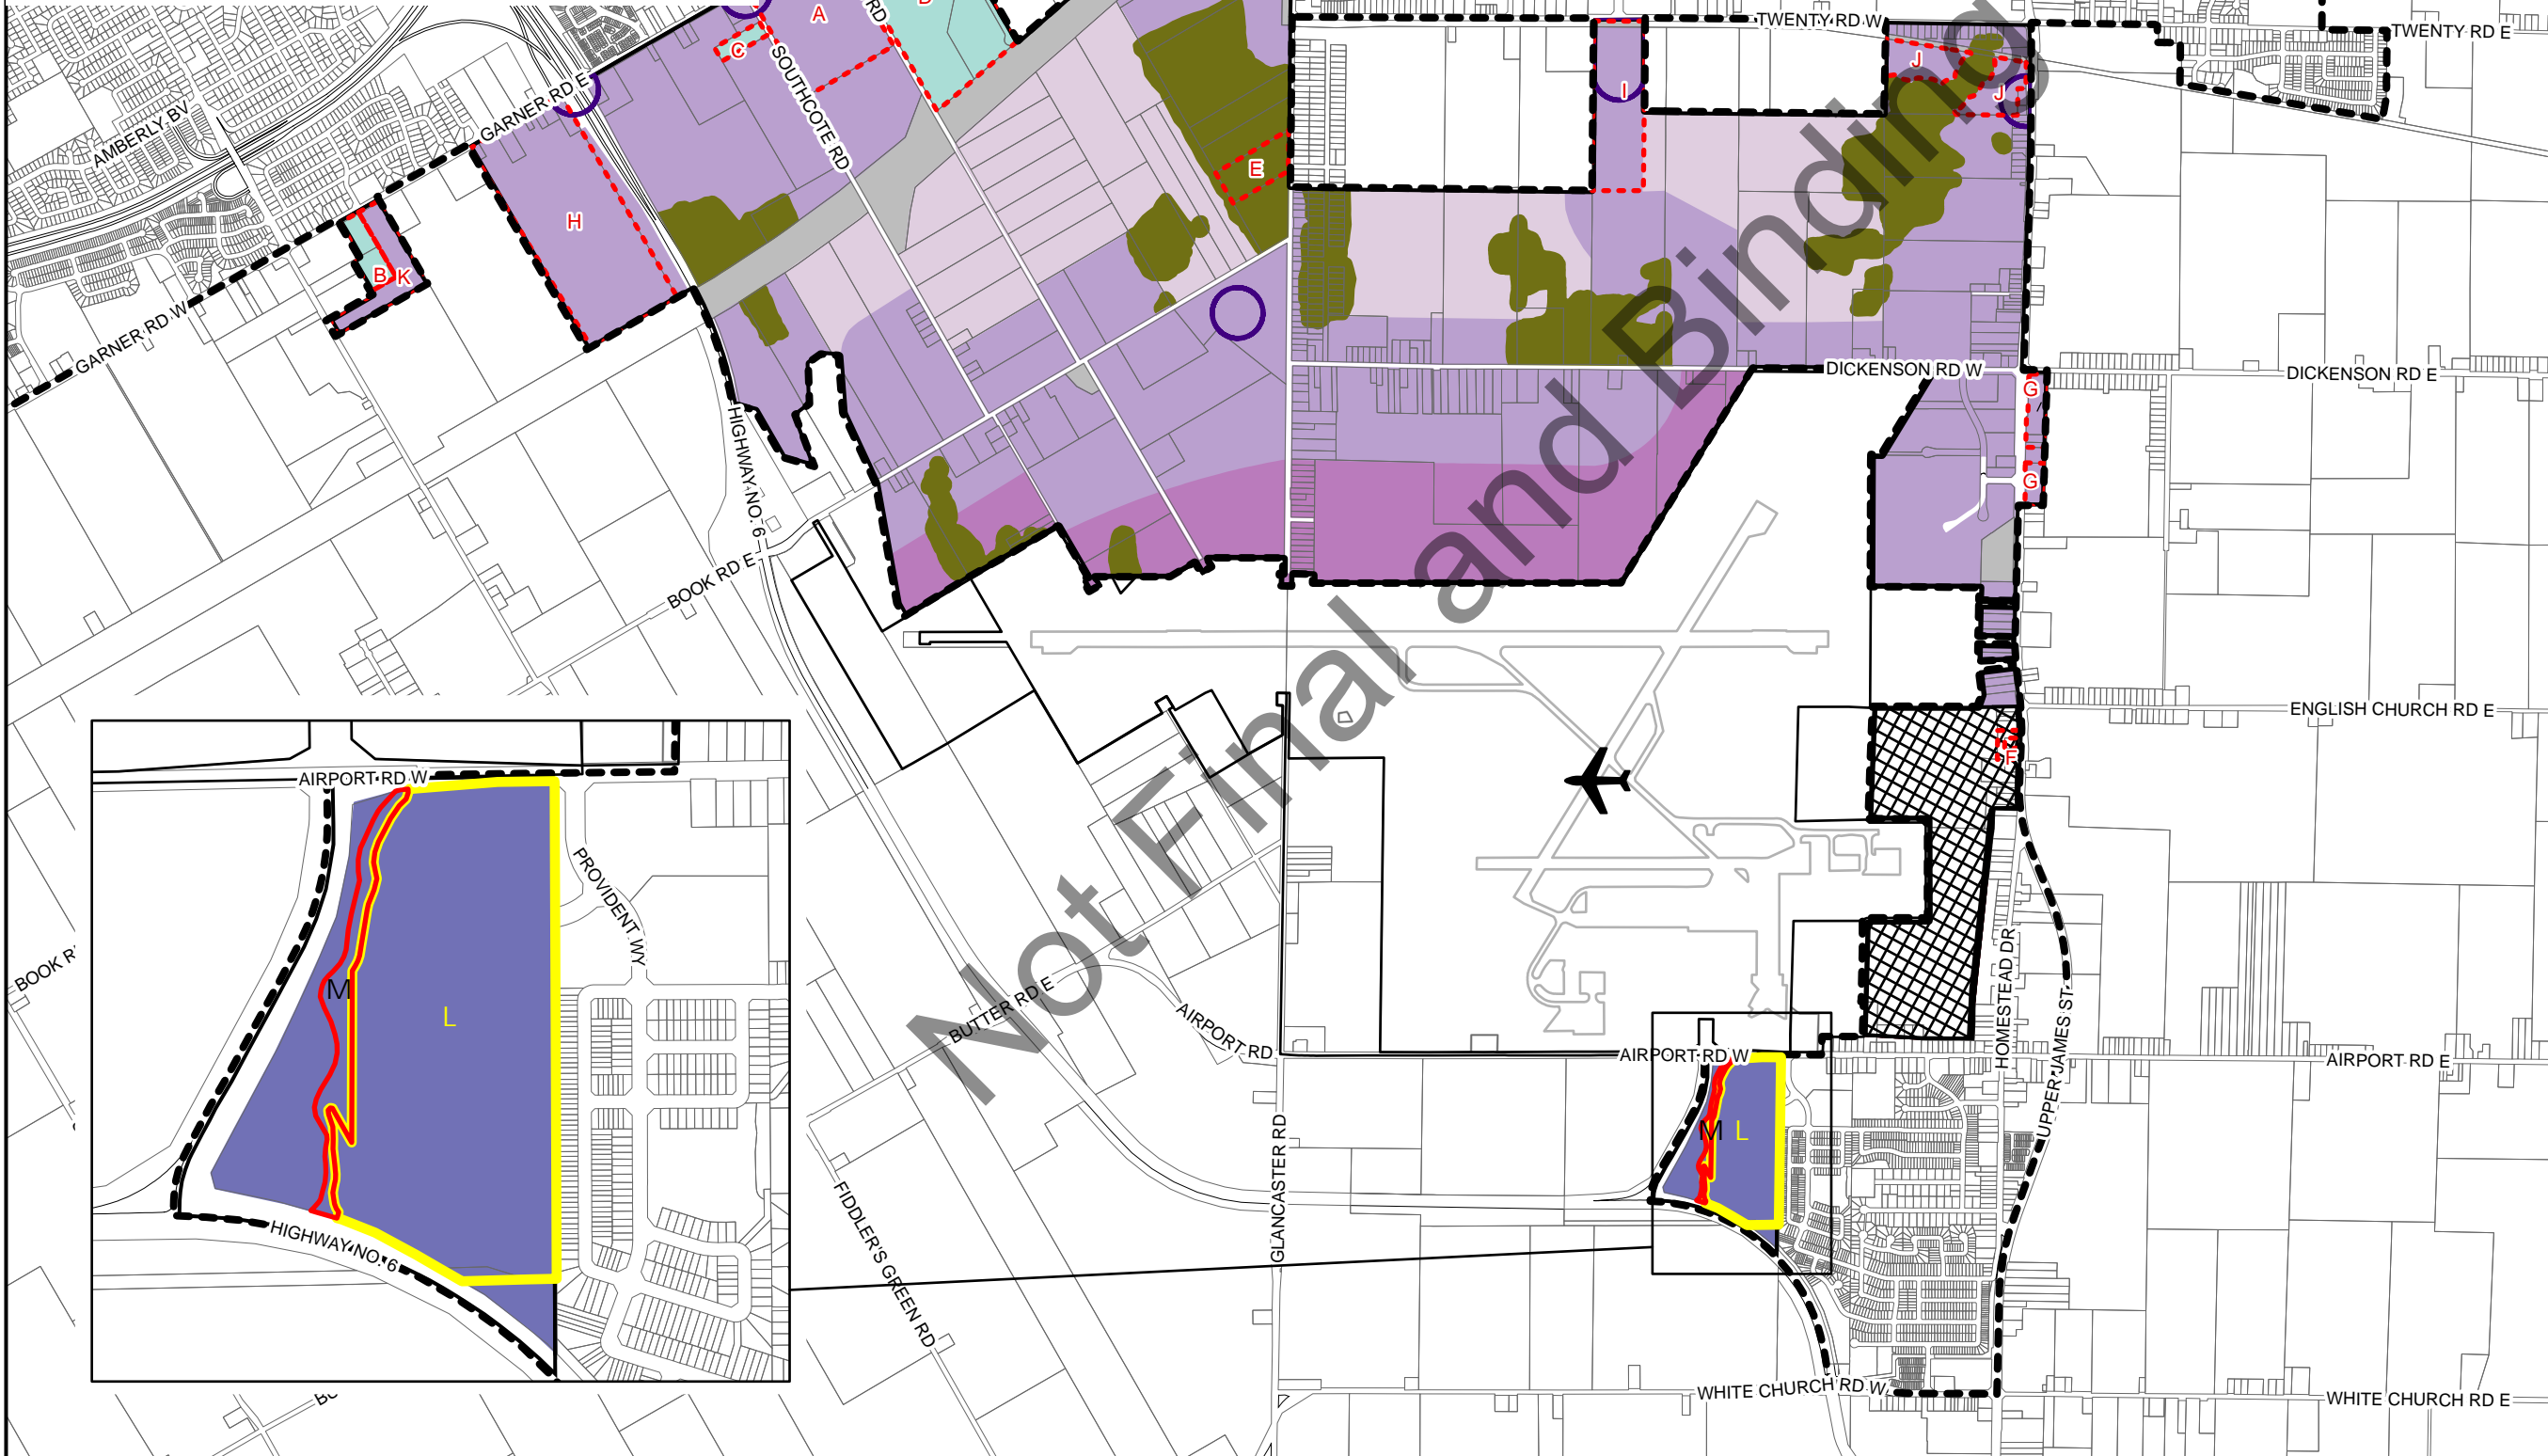 A
RD
TWENTY RD W
TWENTY RD E
C
SOUTHCOTE RD
J
J
I
GARNER RD E
AMBERLY BV
E
H
B
K
GARNER RD W
DICKENSON RD W
DICKENSON RD E
G
G
HIGHWAY NO. 6
BOOK RD E
Not Final and Binding
ENGLISH CHURCH RD E
F
AIRPORT RD W
PROVIDENT WY
M
L
HIGHWAY NO. 6
BOOK R
BUTTER RD E
AIRPORT RD
HOMESTEAD DR
UPPER JAMES ST
AIRPORT RD W
AIRPORT RD E
M
L
GLANCASTER RD
FIDDLER'S GREEN RD
WHITE CHURCH RD W
WHITE CHURCH RD E